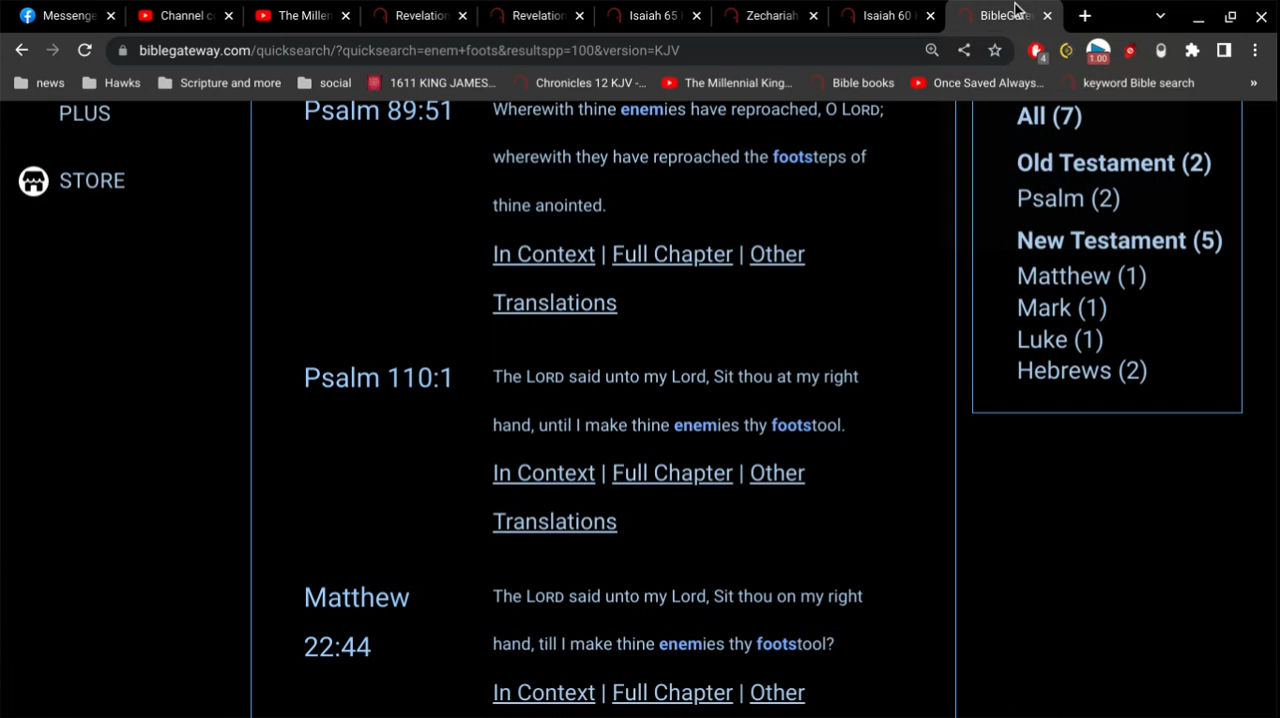 Messenge
Channel c
The Millen
Revelation
Revelation
Isaiah 65
Zechariah
Isaiah 60
BibleGate
biblegateway.com/quicksearch/?quicksearch=enem+foots&resultspp=100&version=KJV
4
1.00
news
Hawks
Scripture and more
social
1611 KING JAMES...
Chronicles 12 KJV -...
The Millennial King...
Bible books
Once Saved Always...
keyword Bible search
»
PLUS
STORE
Psalm 89:51
Wherewith thine enemies have reproached, O LORD;
wherewith they have reproached the footsteps of
thine anointed.
In Context | Full Chapter | Other
Translations
Psalm 110:1
The LORD said unto my Lord, Sit thou at my right
hand, until I make thine enemies thy footstool.
In Context | Full Chapter | Other
Translations
Matthew
22:44
The LORD said unto my Lord, Sit thou on my right
hand, till I make thine enemies thy footstool?
In Context | Full Chapter | Other
All (7)
Old Testament (2)
Psalm (2)
New Testament (5)
Matthew (1)
Mark (1)
Luke (1)
Hebrews (2)